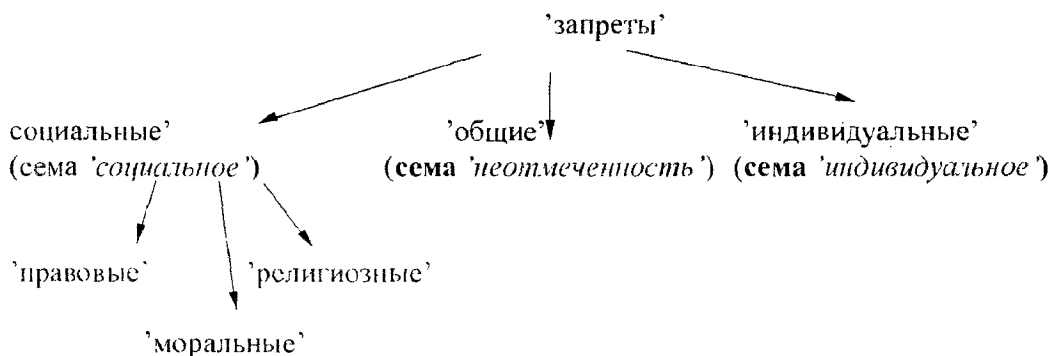 'запреты'
социальные' 'общие' 'индивидуальные'
(сема 'социальное') (сема 'неотмеченность') (сема 'индивидуальное')
'правовые' 'религиозные'
'моральные'